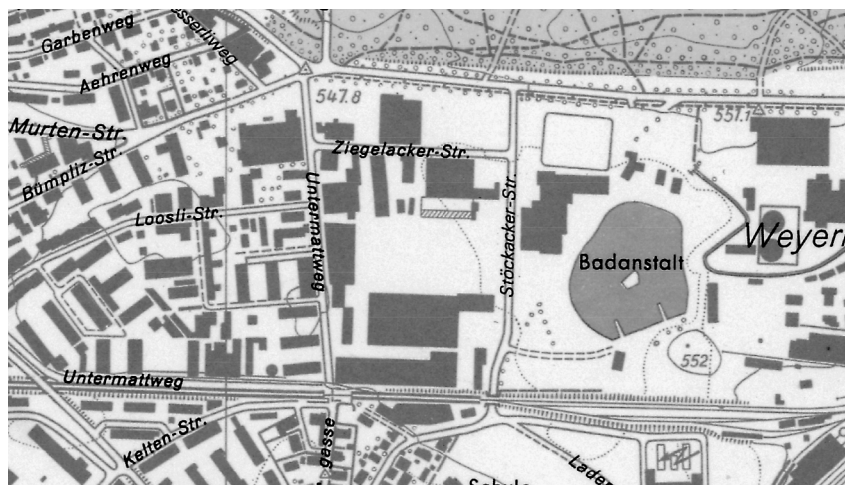 Garbenweg
Aehrenweg
547.8
551.1
Murten-Str.
Ziegelacker-Str.
Bümpliz-Str.
Loosli-Str.
Untermattweg
Stöckacker-Str.
Badanstalt
552
Untermattweg
Kelten-Str.
gasse